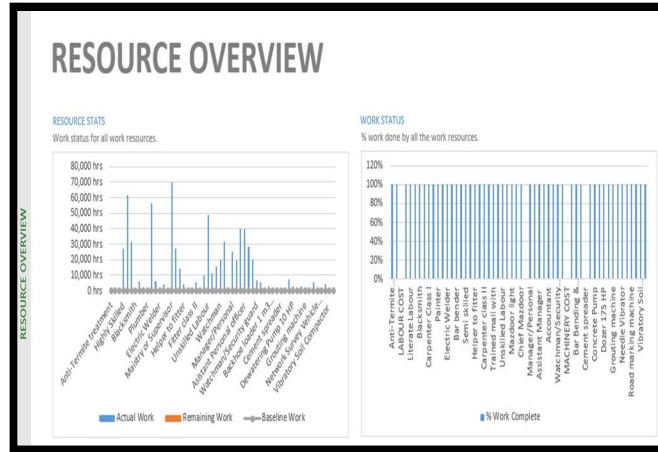 RESOURCE OVERVIEW
RESOURCE OVERVIEW
RESOURCE STATS
Work status for all work resources.
80,000 hrs
70,000 hrs
60,000 hrs
50,000 hrs
40,000 hrs
30,000 hrs
20,000 hrs
10,000 hrs
0 hrs
Anti-Termite treatment
Highly Skilled
Blacksmith
Plumber
Electric Welder
Mallory or Supervisor
Helper to fitter
Fitter class II
Unskilled Labour
Watchman
Manager/Personal
Asistant Personal officer
Watchman/Security guard
Backhoe loader 1 m3...
Cement spreader
Dewatering Pump 10 HP
Grouting machine
Network Survey Vehicle...
Vibratory Soil Compactor
Actual Work
Remaining Work
Baseline Work
WORK STATUS
% work done by all the work resources.
120%
100%
80%
60%
40%
20%
0%
Anti-Termite...
LABOUR COST
Literate Labour
Blacksmith
Carpenter Class I
Painter
Electric Welder
Bar bender
Semi skilled
Helper to fitter
Carpenter class II
Trained ail with
Unskilled Labour
Mazdoor light
Chief Mazdoor
Manager/Personal
Assistant Manager
Accountant
Watchman/Security
MACHINERY COST
Bar Bending &
Cement spreader
Concrete Pump
Dozer 175 HP
Grouting machine
Needle Vibrator
Road marking machine
Vibratory Soil...
% Work Complete